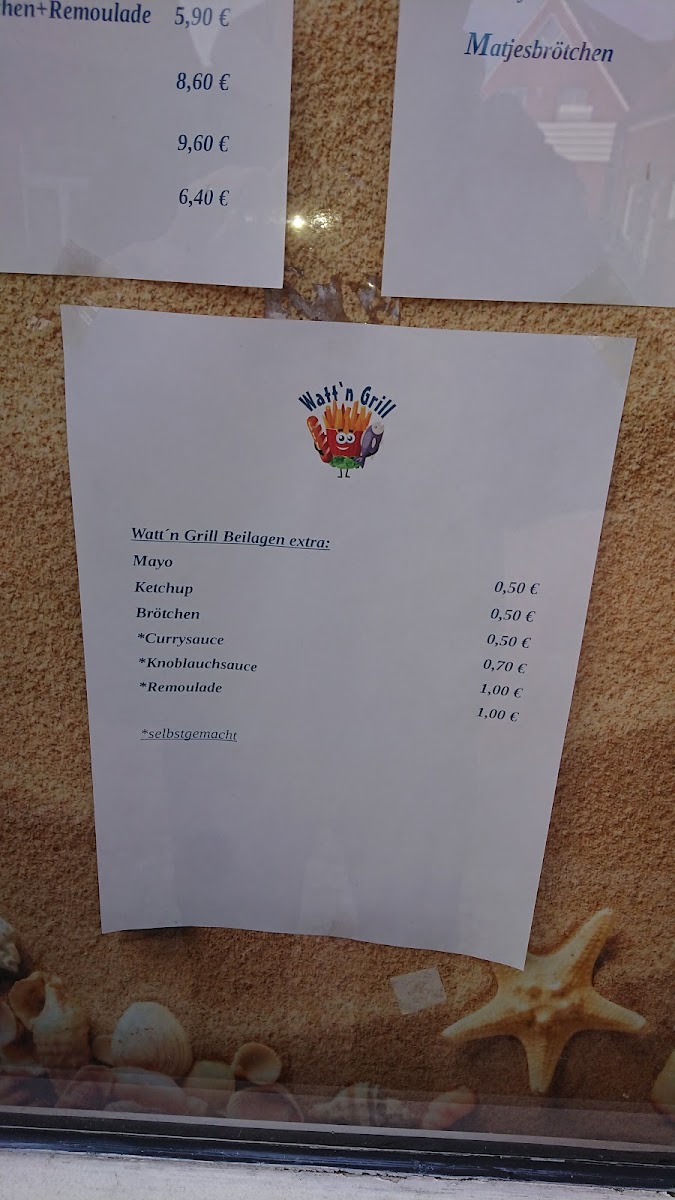 hen+Remoulade 5,90 €
8,60 €
9,60 €
6,40 €
Matjesbrötchen
Watt'n Grill
Watt´n Grill Beilagen extra:
Mayo 0,50 €
Ketchup 0,50 €
Brötchen 0,50 €
*Currysauce 0,70 €
*Knoblauchsauce 1,00 €
*Remoulade 1,00 €
*selbstgemacht